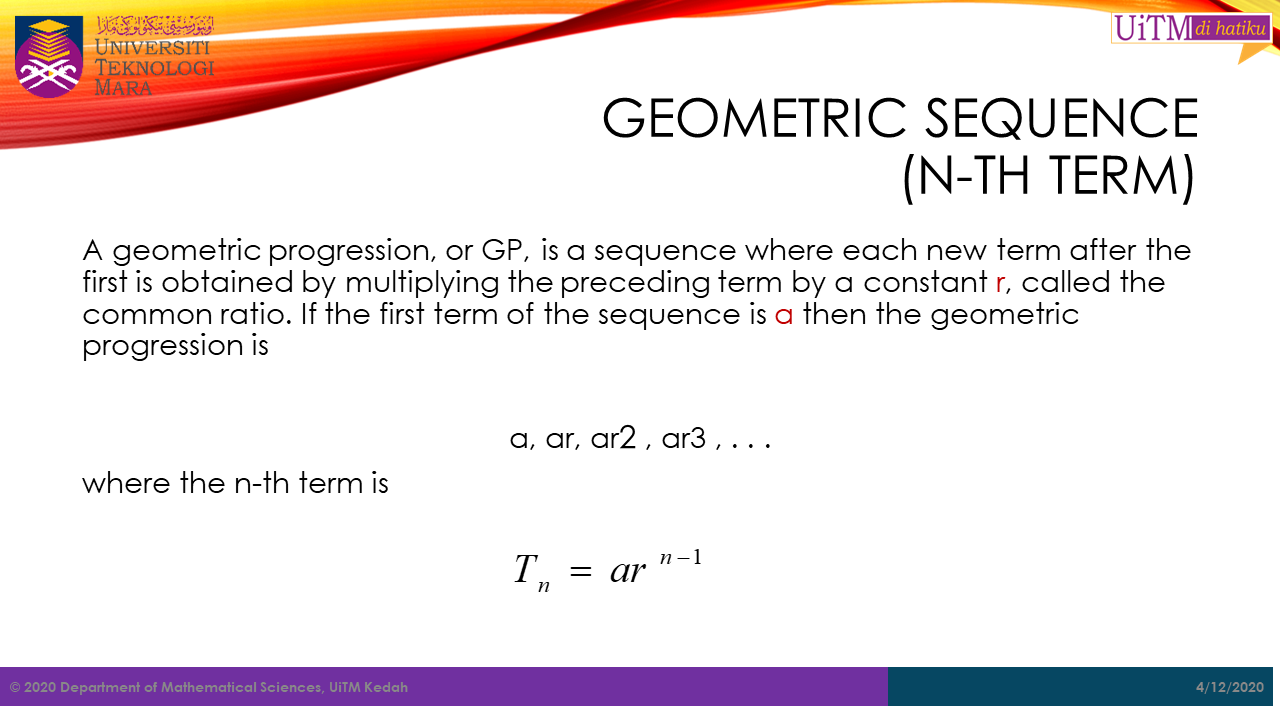 UNIVERSITI
TEKNOLOGI
MARA
UiTM di hatiku
GEOMETRIC SEQUENCE
(N-TH TERM)
A geometric progression, or GP, is a sequence where each new term after the
first is obtained by multiplying the preceding term by a constant r, called the
common ratio. If the first term of the sequence is a then the geometric
progression is
a, ar, ar2 , ar3 , . . .
where the n-th term is
Tₙ = ar ⁿ⁻¹
© 2020 Department of Mathematical Sciences, UiTM Kedah
4/12/2020